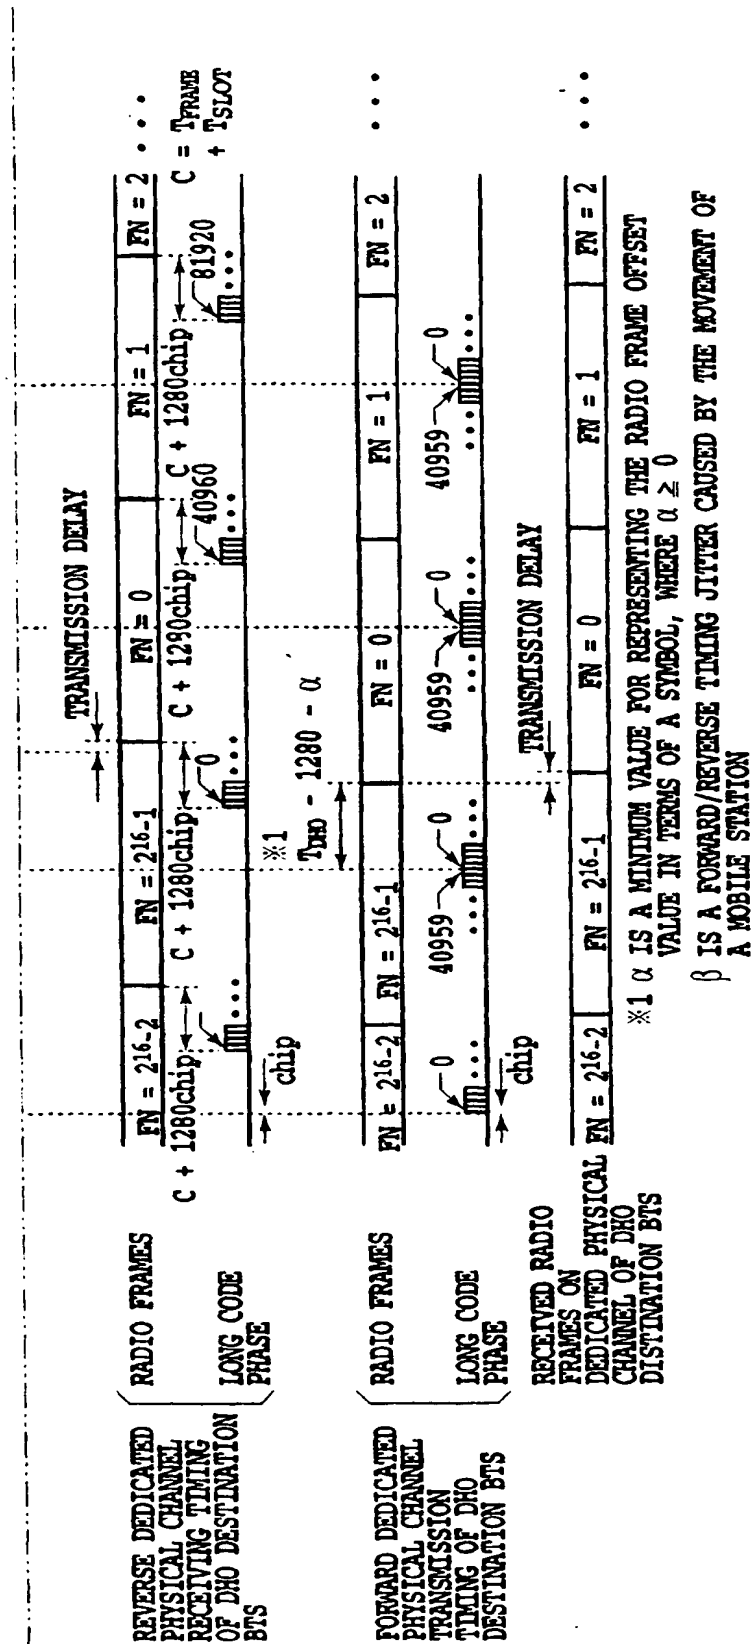 TRANSMISSION DELAY
REVERSE DEDICATED
PHYSICAL CHANNEL
RECEIVING TIMING
OF DHO DESTINATION
BTS
RADIO FRAMES
FN = 2^16-2
FN = 2^16-1
FN = 0
FN = 1
FN = 2
• • •
C + 1280chip
C + 1280chip
C + 1280chip
C + 1280chip
C + 1280chip
C = TFRAME
+ TSLOT
LONG CODE
PHASE
0
40960
81920
chip
※1
TDHO - 1280 - α
FORWARD DEDICATED
PHYSICAL CHANNEL
TRANSMISSION
TIMING OF DHO
DESTINATION BTS
RADIO FRAMES
FN = 2^16-2
FN = 2^16-1
FN = 0
FN = 1
FN = 2
• • •
LONG CODE
PHASE
0
40959
0
40959
0
40959
0
chip
TRANSMISSION DELAY
RECEIVED RADIO
FRAMES ON
DEDICATED PHYSICAL
CHANNEL OF DHO
DISTINATION BTS
FN = 2^16-2
FN = 2^16-1
FN = 0
FN = 1
FN = 2
• • •
※1 α IS A MINIMUM VALUE FOR REPRESENTING THE RADIO FRAME OFFSET
VALUE IN TERMS OF A SYMBOL, WHERE α ≧ 0
β IS A FORWARD/REVERSE TIMING JITTER CAUSED BY THE MOVEMENT OF
A MOBILE STATION